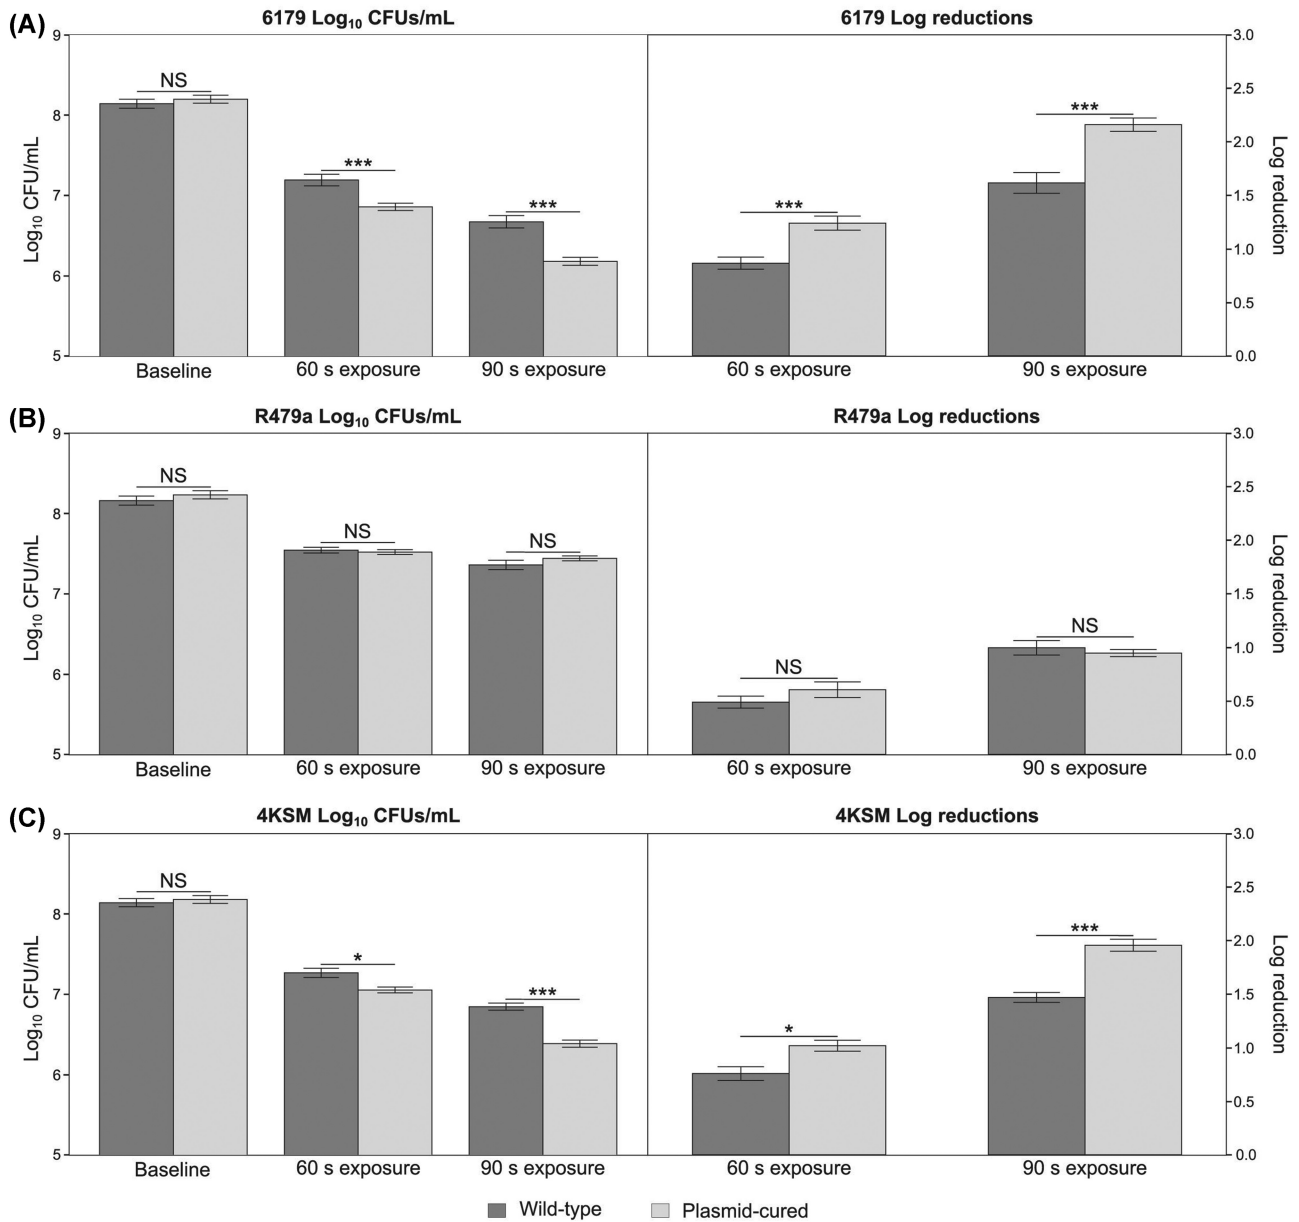 (A)
6179 Log₁₀ CFUs/mL
6179 Log reductions
9
8
7
6
5
Log₁₀ CFU/mL
NS
***
***
Baseline
60 s exposure
90 s exposure
***
***
60 s exposure
90 s exposure
3.0
2.5
2.0
1.5
1.0
0.5
0.0
Log reduction
(B)
R479a Log₁₀ CFUs/mL
R479a Log reductions
9
8
7
6
5
Log₁₀ CFU/mL
NS
NS
NS
Baseline
60 s exposure
90 s exposure
NS
NS
60 s exposure
90 s exposure
3.0
2.5
2.0
1.5
1.0
0.5
0.0
Log reduction
(C)
4KSM Log₁₀ CFUs/mL
4KSM Log reductions
9
8
7
6
5
Log₁₀ CFU/mL
NS
*
***
Baseline
60 s exposure
90 s exposure
*
***
60 s exposure
90 s exposure
3.0
2.5
2.0
1.5
1.0
0.5
0.0
Log reduction
Wild-type
Plasmid-cured